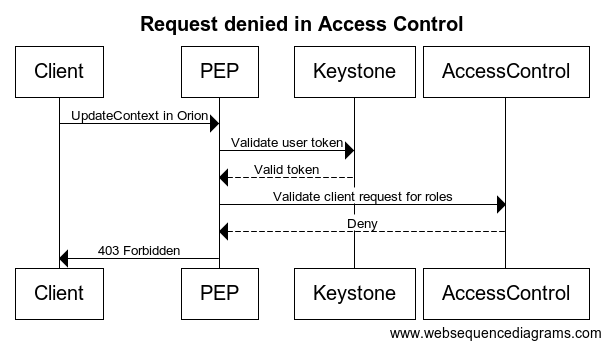 Request denied in Access Control
Client PEP Keystone AccessControl
UpdateContext in Orion
Validate user token
Valid token
Validate client request for roles
Deny
403 Forbidden
Client PEP Keystone AccessControl
www.websequencediagrams.com